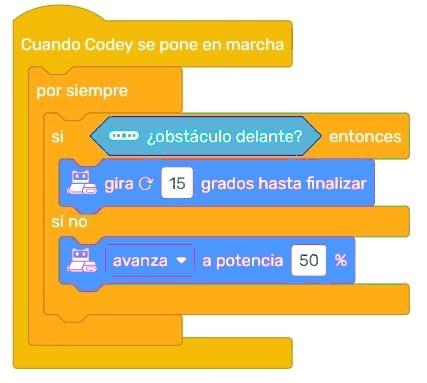 Cuando Codey se pone en marcha
por siempre
si ¿obstáculo delante? entonces
gira 15 grados hasta finalizar
si no
avanza a potencia 50 %